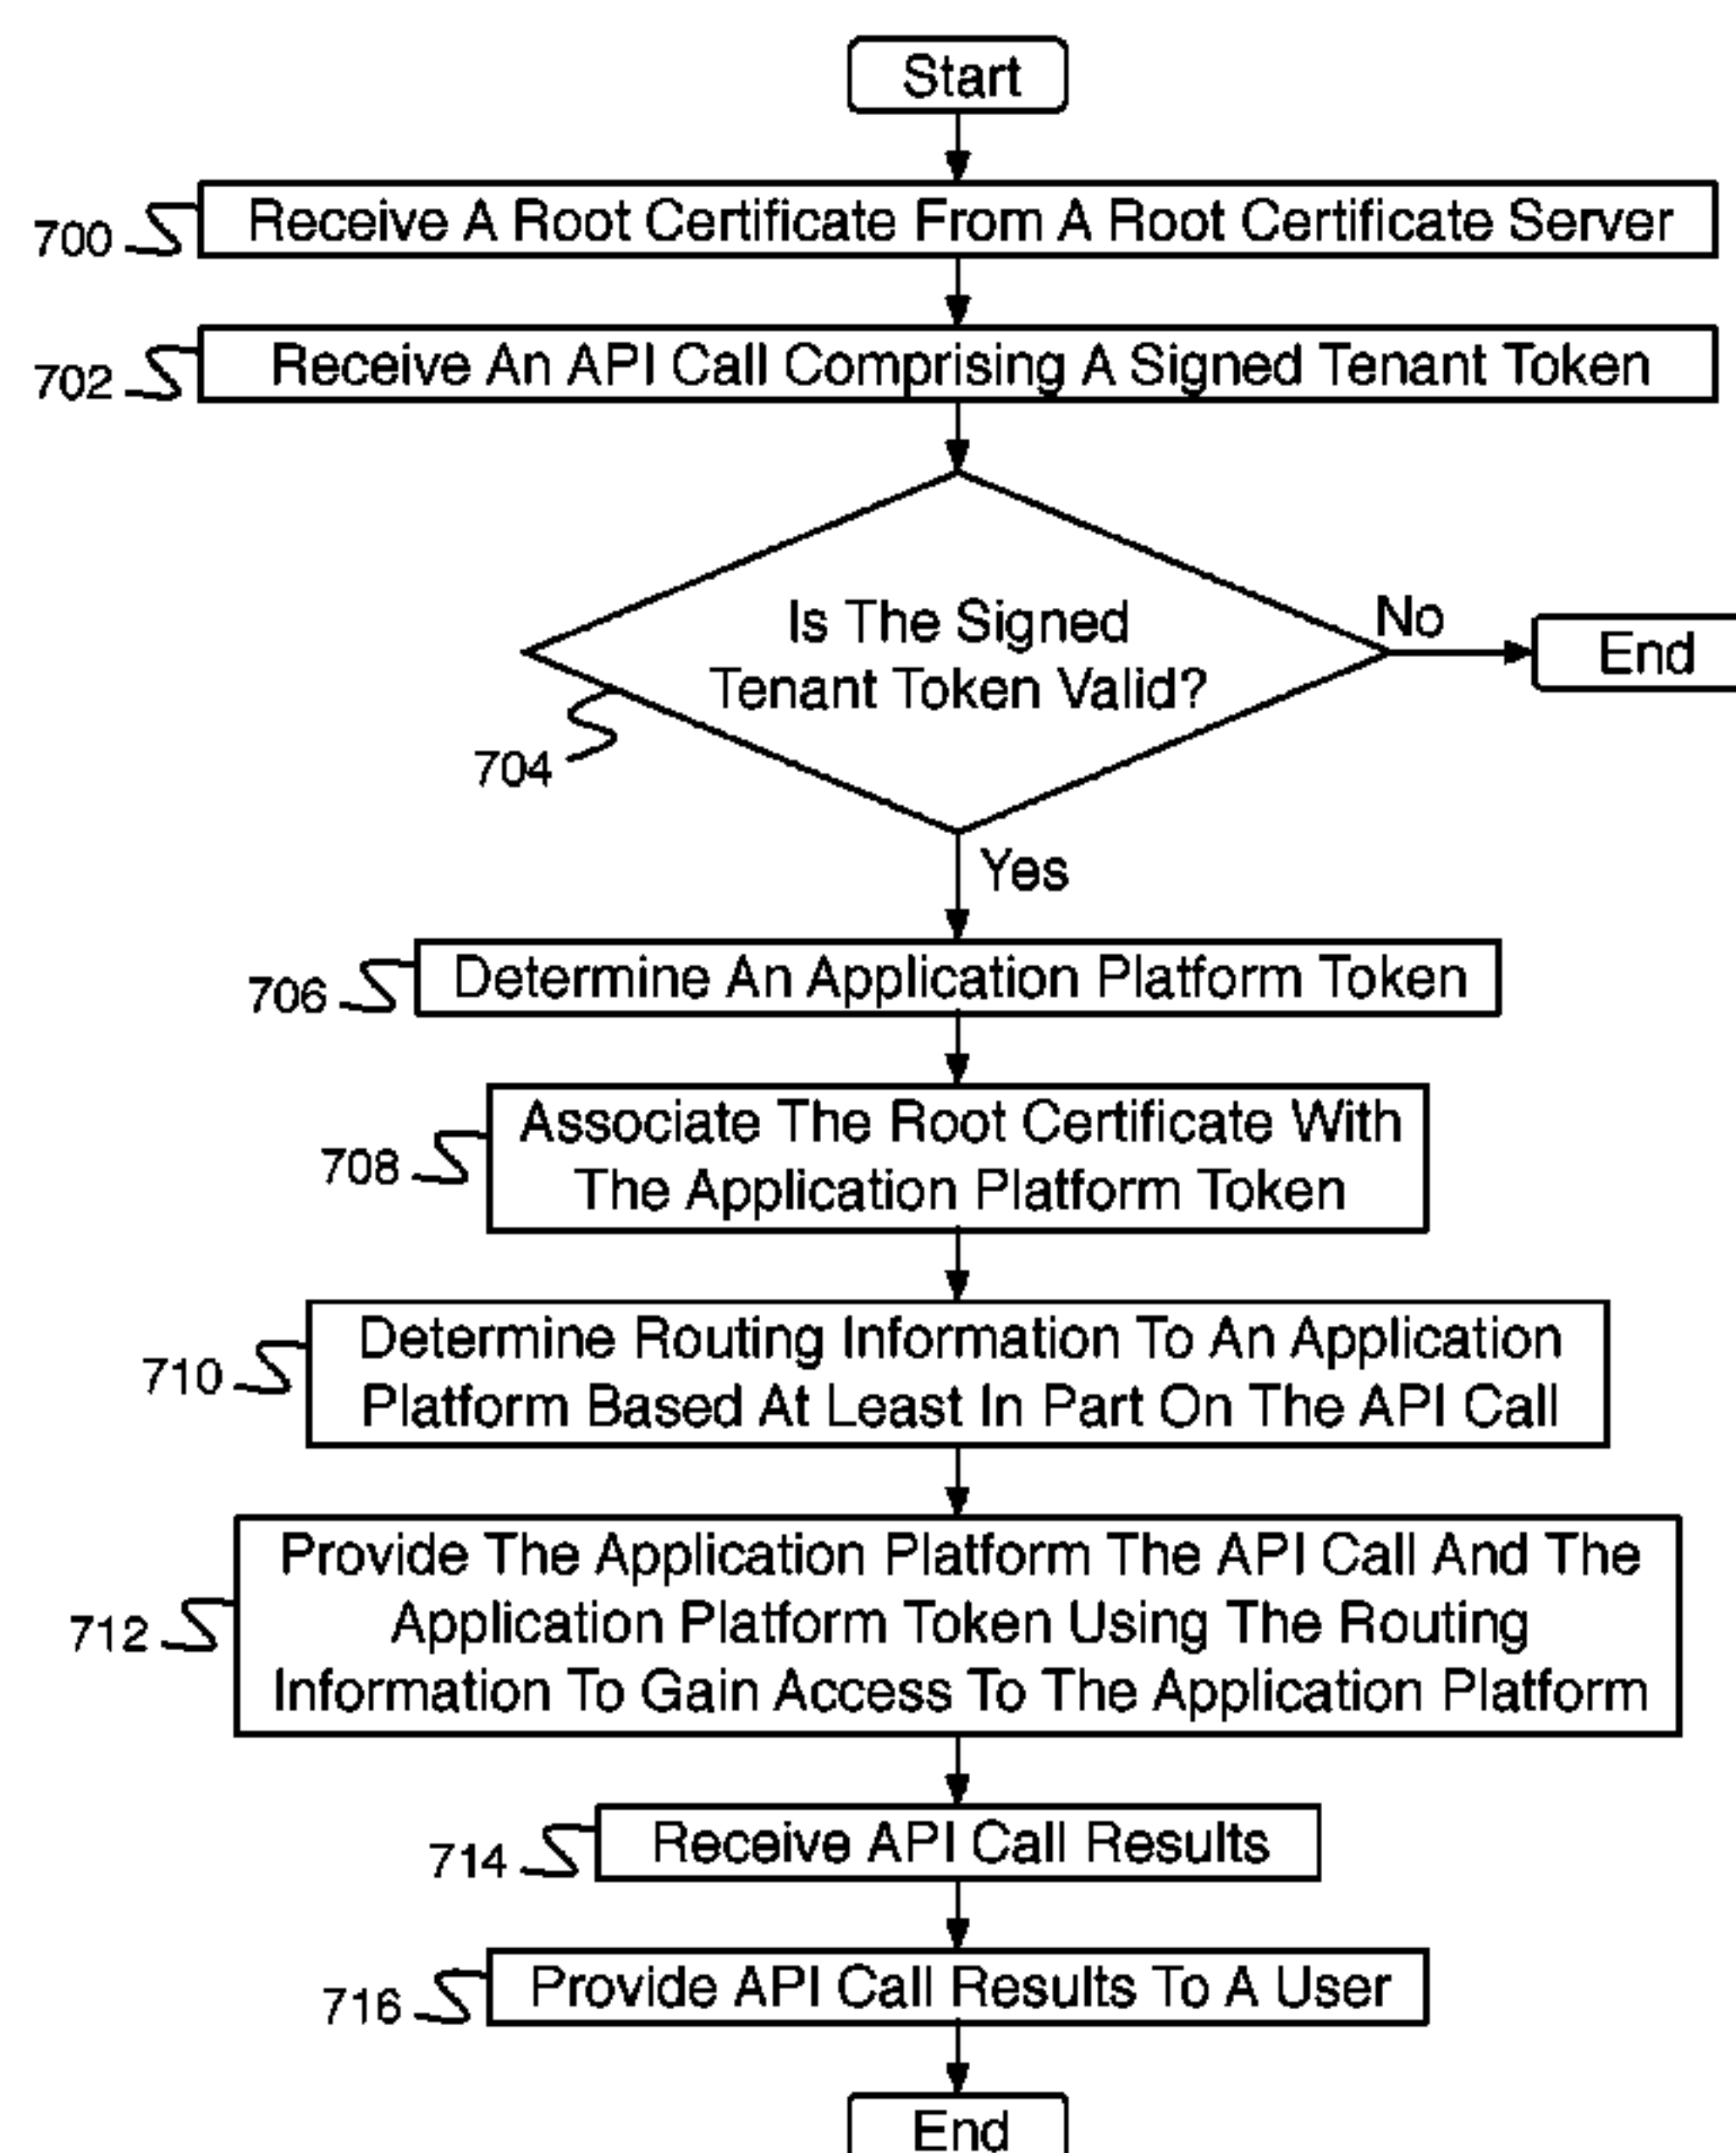 Start
700
Receive A Root Certificate From A Root Certificate Server
702
Receive An API Call Comprising A Signed Tenant Token
Is The Signed
Tenant Token Valid?
No
End
704
Yes
706
Determine An Application Platform Token
Associate The Root Certificate With
708
The Application Platform Token
Determine Routing Information To An Application
710
Platform Based At Least In Part On The API Call
Provide The Application Platform The API Call And The
712
Application Platform Token Using The Routing
Information To Gain Access To The Application Platform
714
Receive API Call Results
716
Provide API Call Results To A User
End